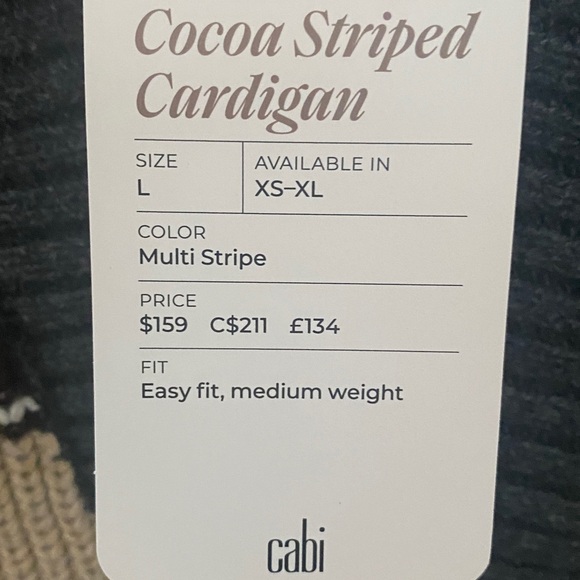 Cocoa Striped
Cardigan
SIZE AVAILABLE IN
L XS–XL
COLOR
Multi Stripe
PRICE
$159 C$211 £134
FIT
Easy fit, medium weight
cabi